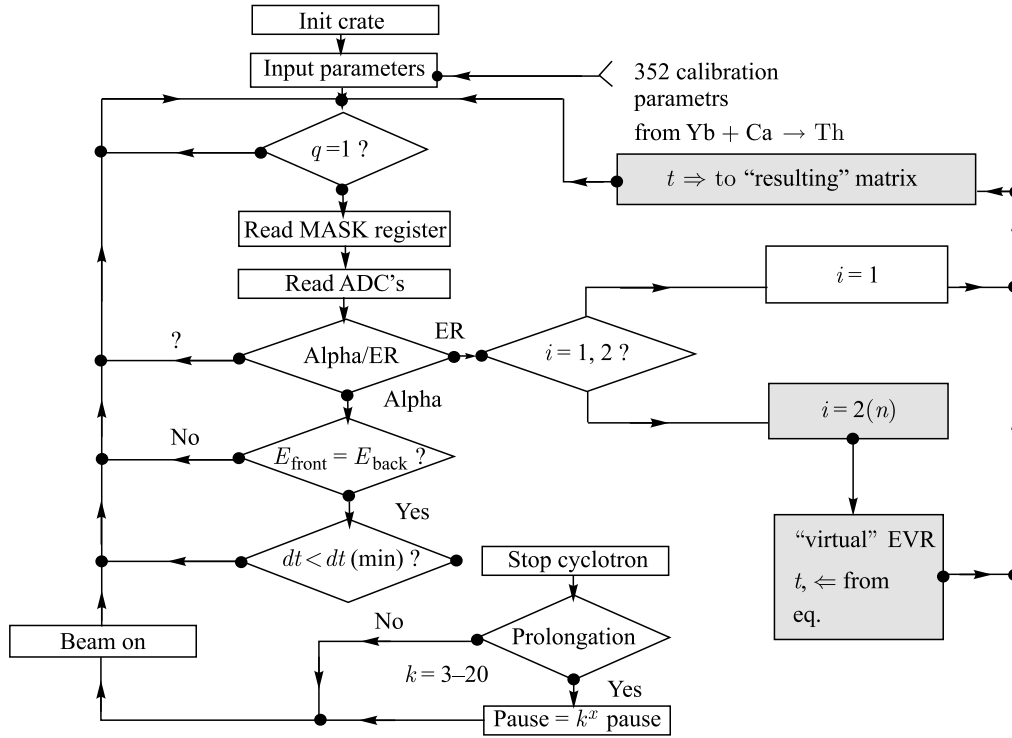 Init crate
Input parameters
352 calibration
parametrs
from Yb + Ca → Th
q =1 ?
t ⇒ to “resulting” matrix
Read MASK register
Read ADC's
i = 1
?
Alpha/ER
ER
i = 1, 2 ?
Alpha
i = 2(n)
No
E_front = E_back ?
Yes
dt < dt (min) ?
Stop cyclotron
“virtual” EVR
t, ⇐ from
eq.
Beam on
No
Prolongation
k = 3–20
Yes
Pause = k^x pause